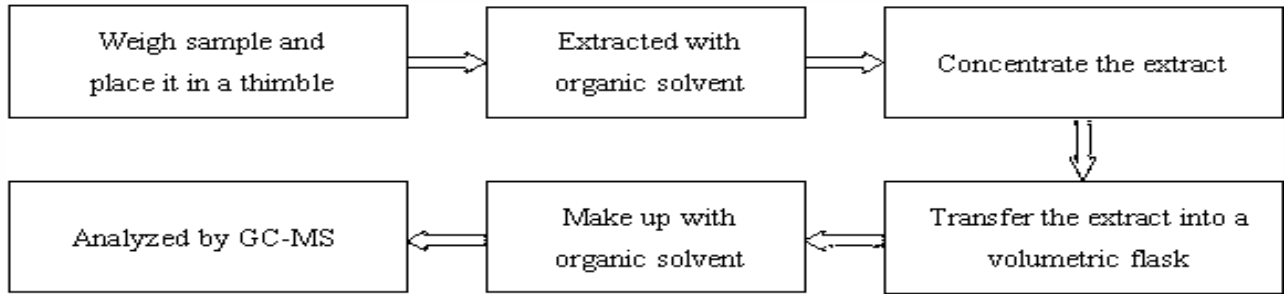 Weigh sample and
place it in a thimble
Extracted with
organic solvent
Concentrate the extract
Transfer the extract into a
volumetric flask
Make up with
organic solvent
Analyzed by GC-MS